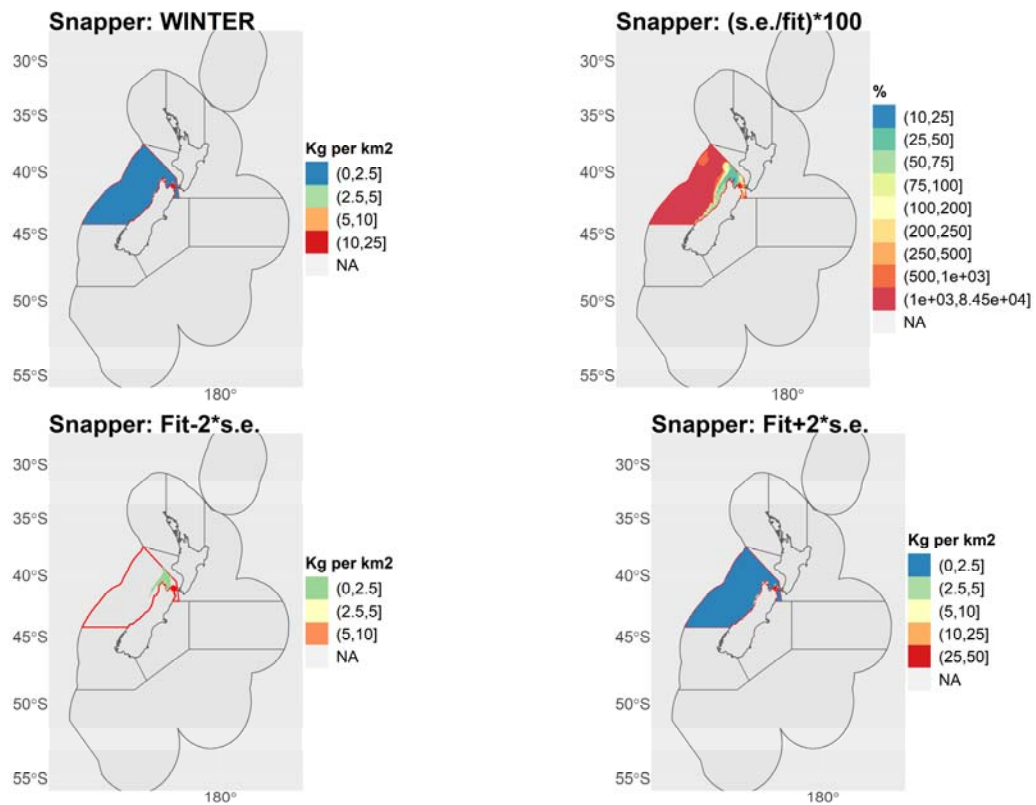 Snapper: WINTER
30°S
35°S
40°S
45°S
50°S
55°S
180°
Kg per km2
(0,2.5]
(2.5,5]
(5,10]
(10,25]
NA
Snapper: (s.e./fit)*100
30°S
35°S
40°S
45°S
50°S
55°S
180°
%
(10,25]
(25,50]
(50,75]
(75,100]
(100,200]
(200,250]
(250,500]
(500,1e+03]
(1e+03,8.45e+04]
NA
Snapper: Fit-2*s.e.
30°S
35°S
40°S
45°S
50°S
55°S
180°
Kg per km2
(0,2.5]
(2.5,5]
(5,10]
NA
Snapper: Fit+2*s.e.
30°S
35°S
40°S
45°S
50°S
55°S
180°
Kg per km2
(0,2.5]
(2.5,5]
(5,10]
(10,25]
(25,50]
NA